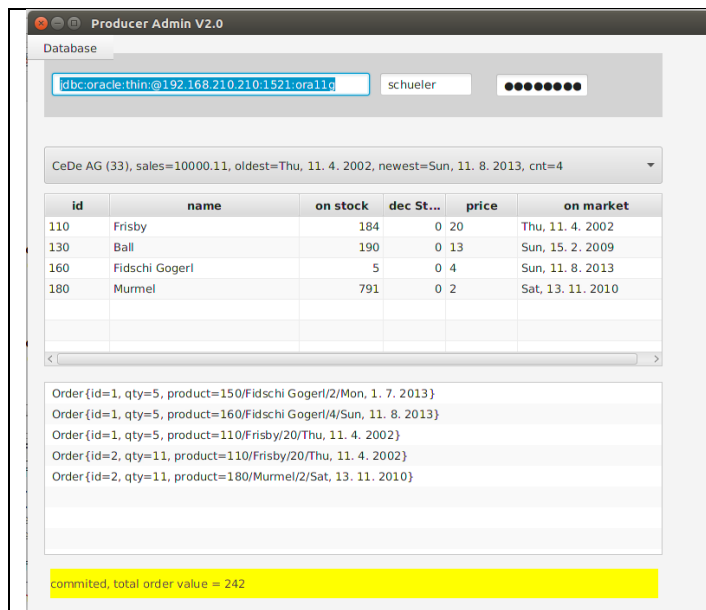 Producer Admin V2.0
Database
jdbc:oracle:thin:@192.168.210.210:1521:ora11g schueler ●●●●●●●●
CeDe AG (33), sales=10000.11, oldest=Thu, 11. 4. 2002, newest=Sun, 11. 8. 2013, cnt=4
id name on stock dec St... price on market
110 Frisby 184 0 20 Thu, 11. 4. 2002
130 Ball 190 0 13 Sun, 15. 2. 2009
160 Fidschi Gogerl 5 0 4 Sun, 11. 8. 2013
180 Murmel 791 0 2 Sat, 13. 11. 2010
Order{id=1, qty=5, product=150/Fidschi Gogerl/2/Mon, 1. 7. 2013}
Order{id=1, qty=5, product=160/Fidschi Gogerl/4/Sun, 11. 8. 2013}
Order{id=1, qty=5, product=110/Frisby/20/Thu, 11. 4. 2002}
Order{id=2, qty=11, product=110/Frisby/20/Thu, 11. 4. 2002}
Order{id=2, qty=11, product=180/Murmel/2/Sat, 13. 11. 2010}
commited, total order value = 242